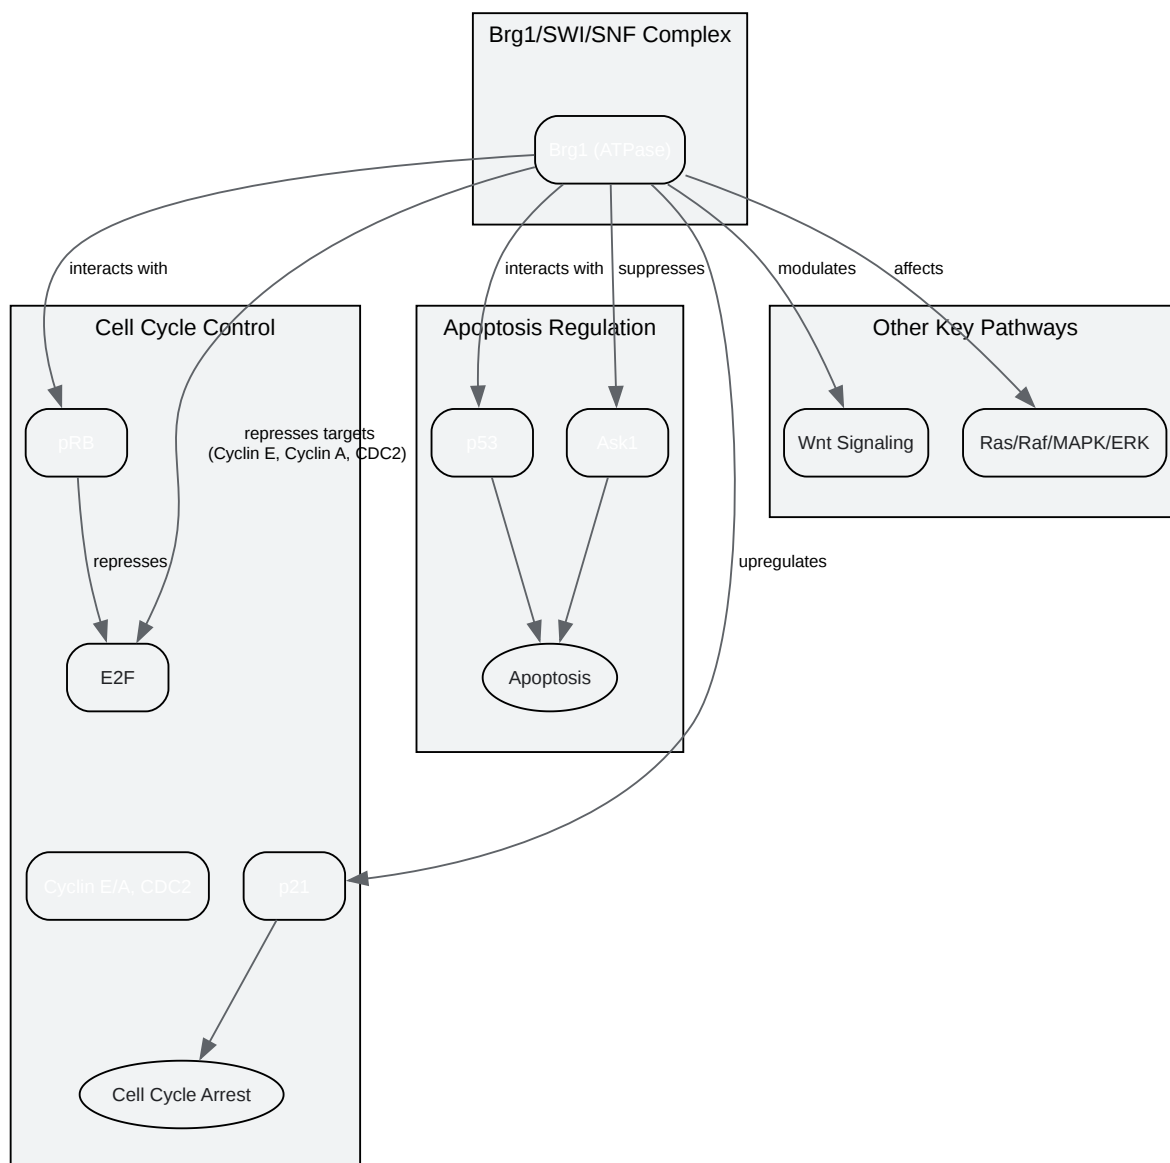 Brg1/SWI/SNF Complex
Brg1 (ATPase)
interacts with
interacts with
suppresses
modulates
affects
Cell Cycle Control
Apoptosis Regulation
Other Key Pathways
pRB
represses targets
(Cyclin E, Cyclin A, CDC2)
p53
Ask1
Wnt Signaling
Ras/Raf/MAPK/ERK
represses
upregulates
E2F
Apoptosis
Cyclin E/A, CDC2
p21
Cell Cycle Arrest